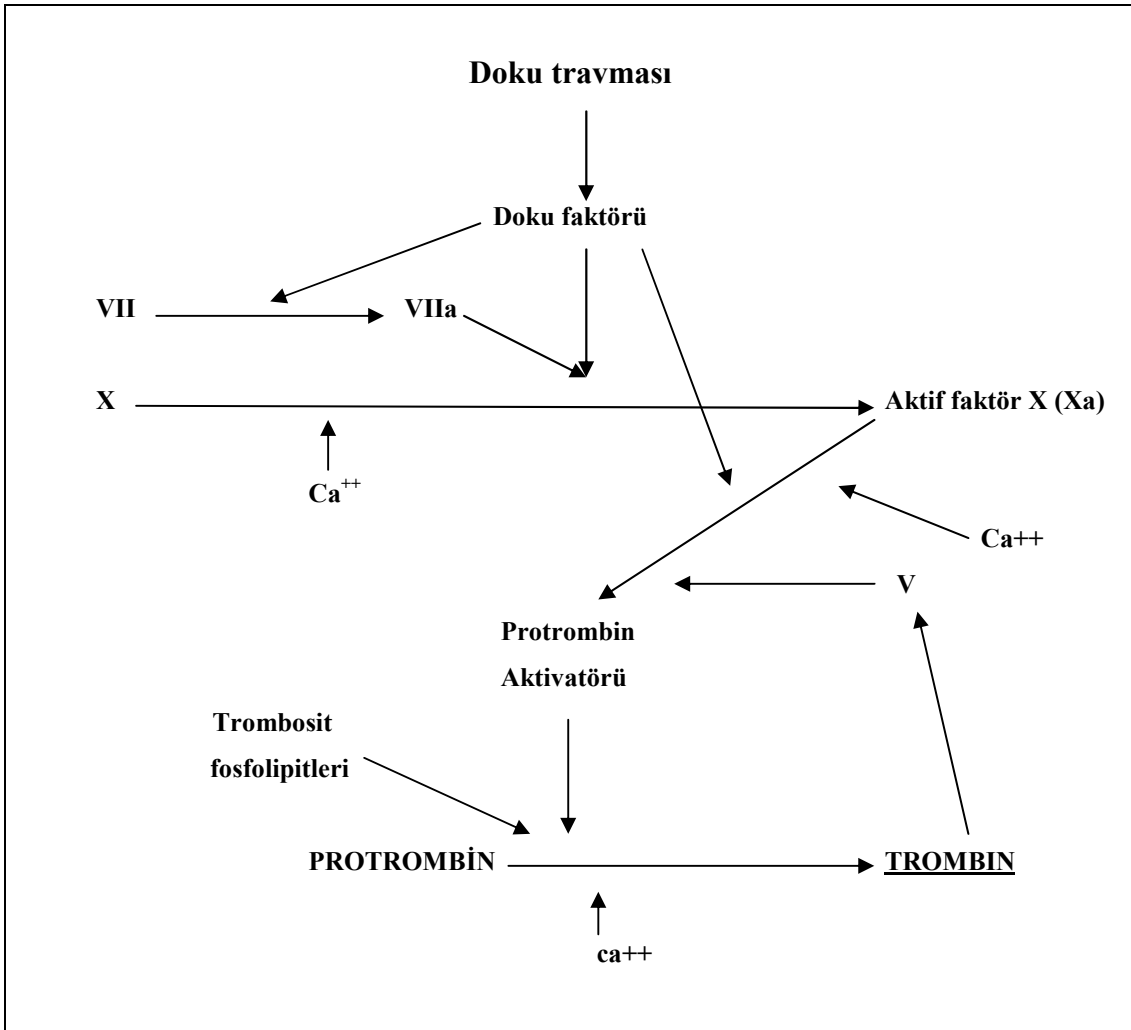 Doku travması
Doku faktörü
VII VIIa
X Aktif faktör X (Xa)
Ca++
Ca++
V
Protrombin
Aktivatörü
Trombosit
fosfolipitleri
PROTROMBİN TROMBIN
ca++